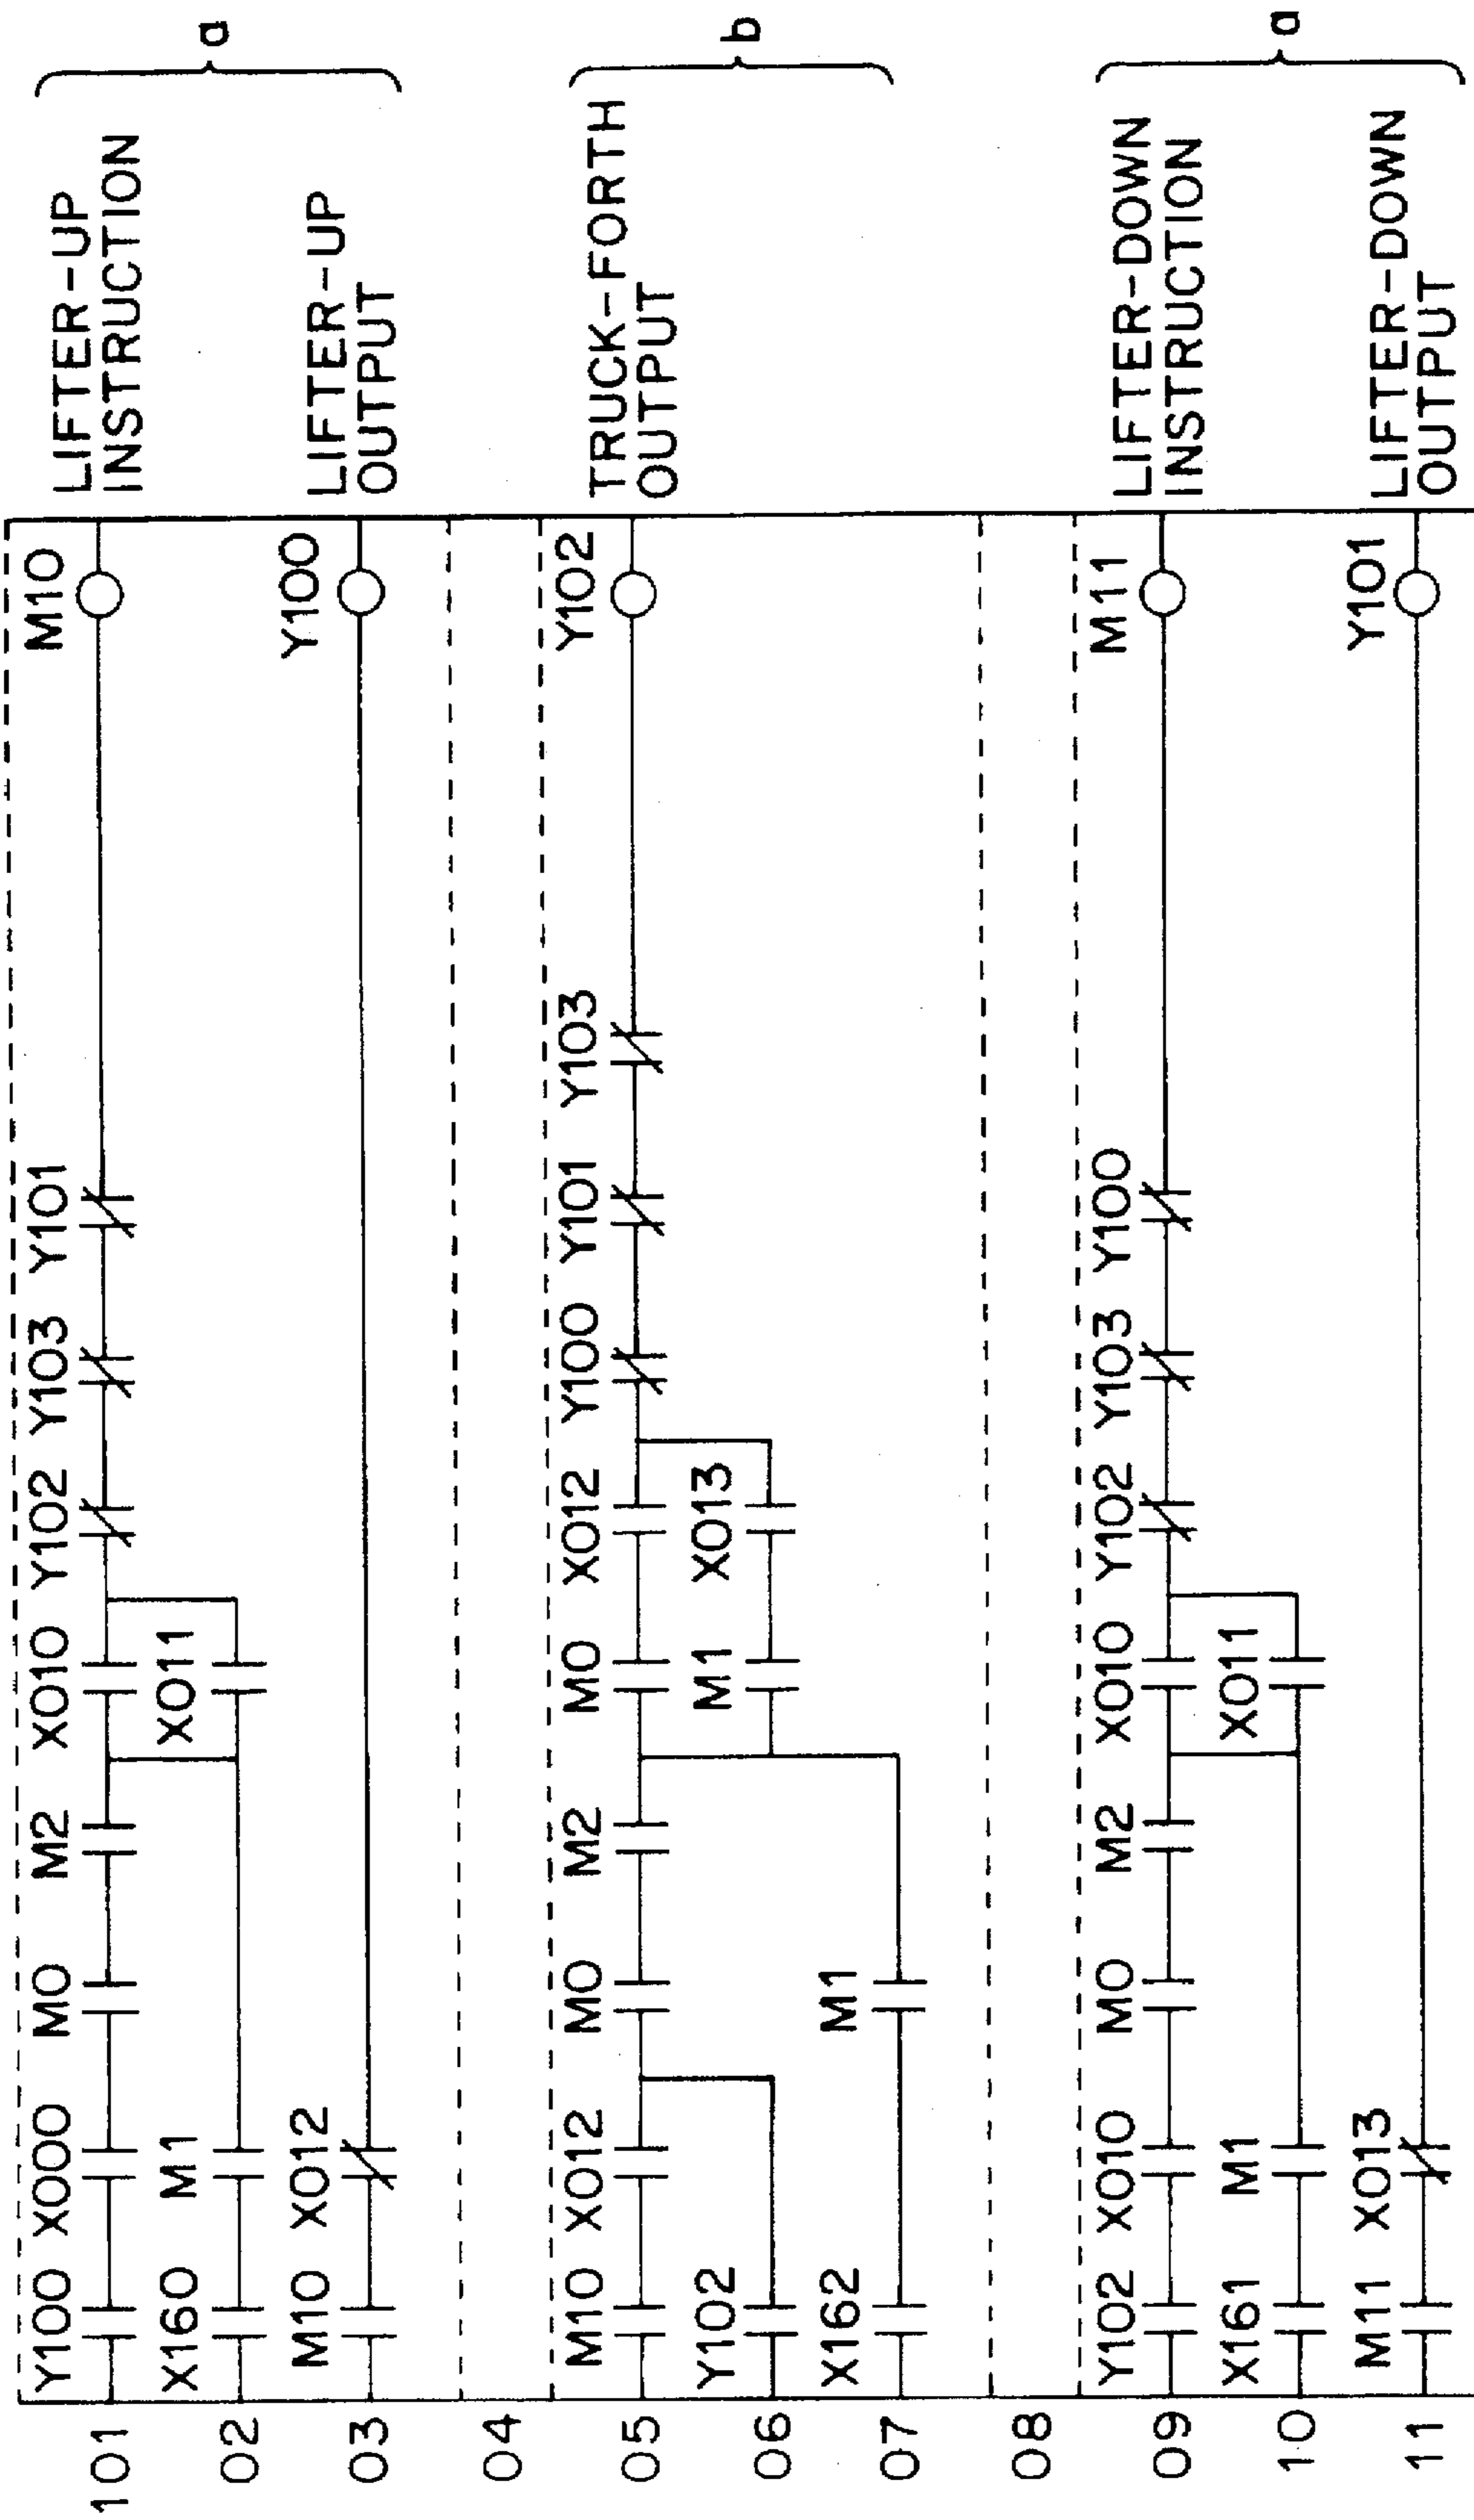 101 Y100 X000 M0 M2 X010 Y102 Y103 Y101 M10 LIFTER-UP
INSTRUCTION
a
02 X160 M1 X011
03 M10 X012 Y100 LIFTER-UP
OUTPUT
04
05 M10 X012 M0 M2 M0 X012 Y100 Y101 Y103 Y102 TRUCK-FORTH
OUTPUT
b
06 Y102 M1 X013
07 X162 M1
08
09 Y102 X010 M0 M2 X010 Y102 Y103 Y100 M11 LIFTER-DOWN
INSTRUCTION
a
10 X161 M1 X011
11 M11 X013 Y101 LIFTER-DOWN
OUTPUT